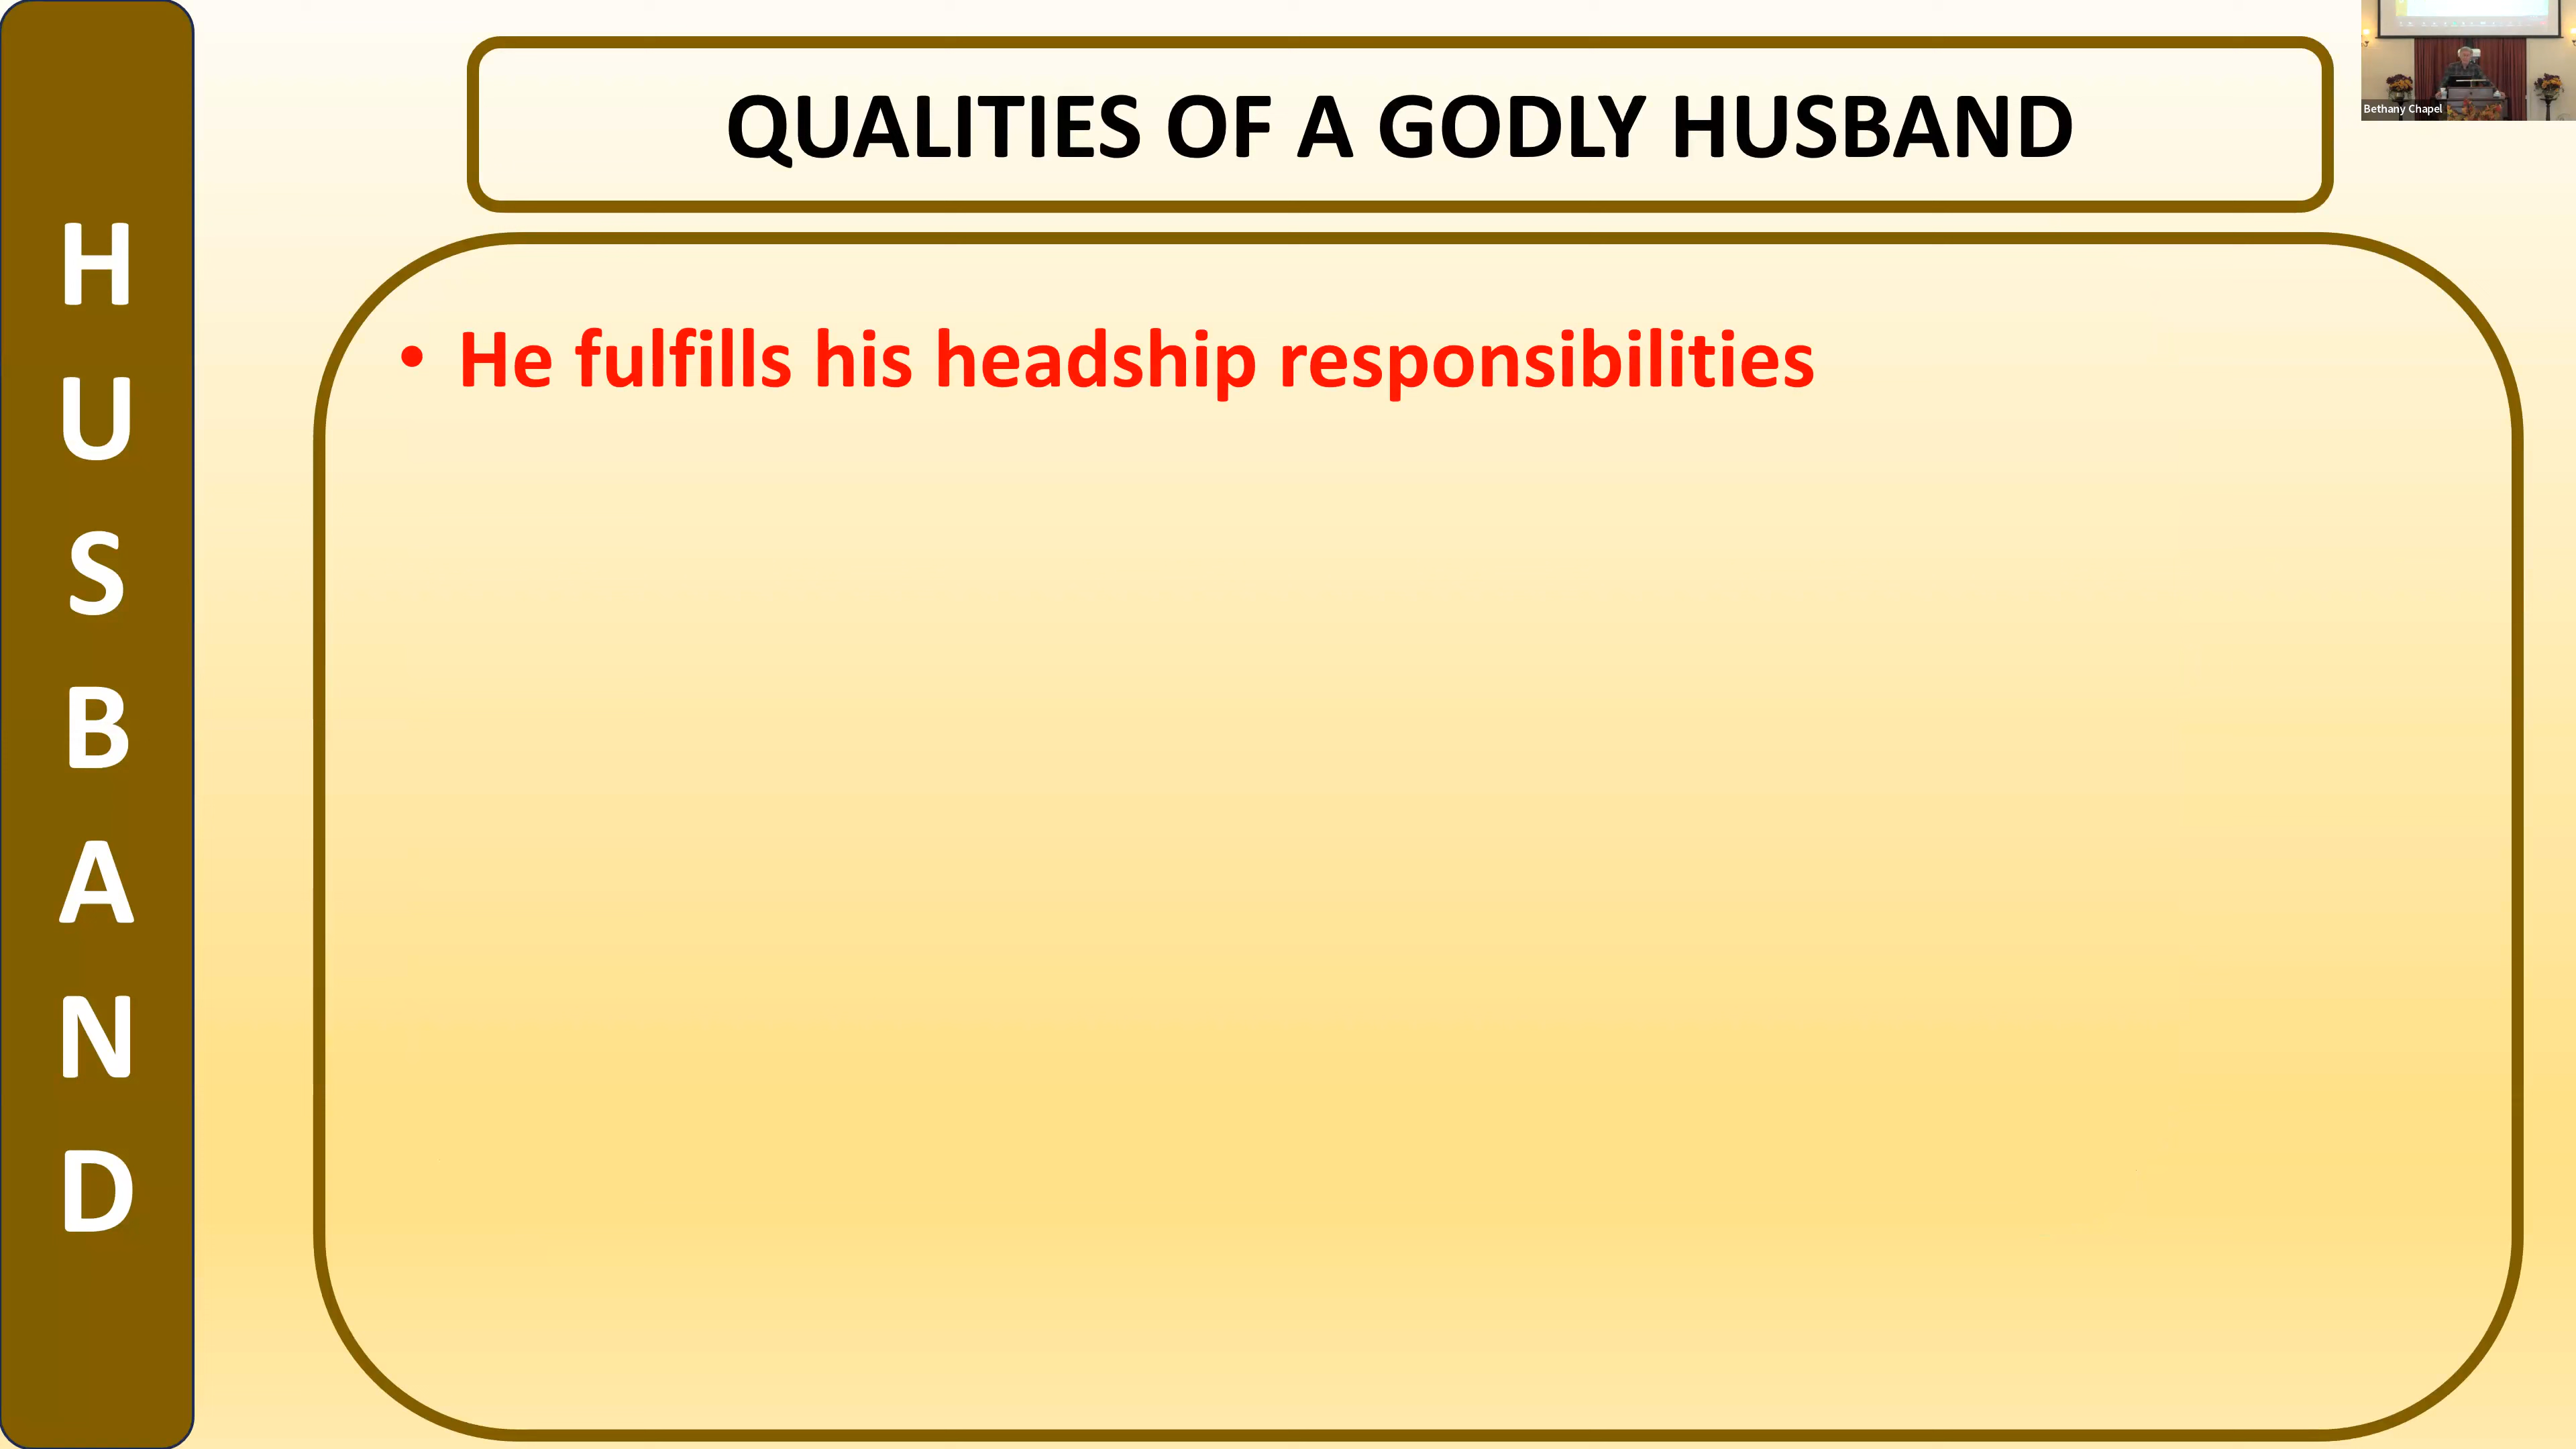 H
U
S
B
A
N
D
QUALITIES OF A GODLY HUSBAND
• He fulfills his headship responsibilities
Bethany Chapel